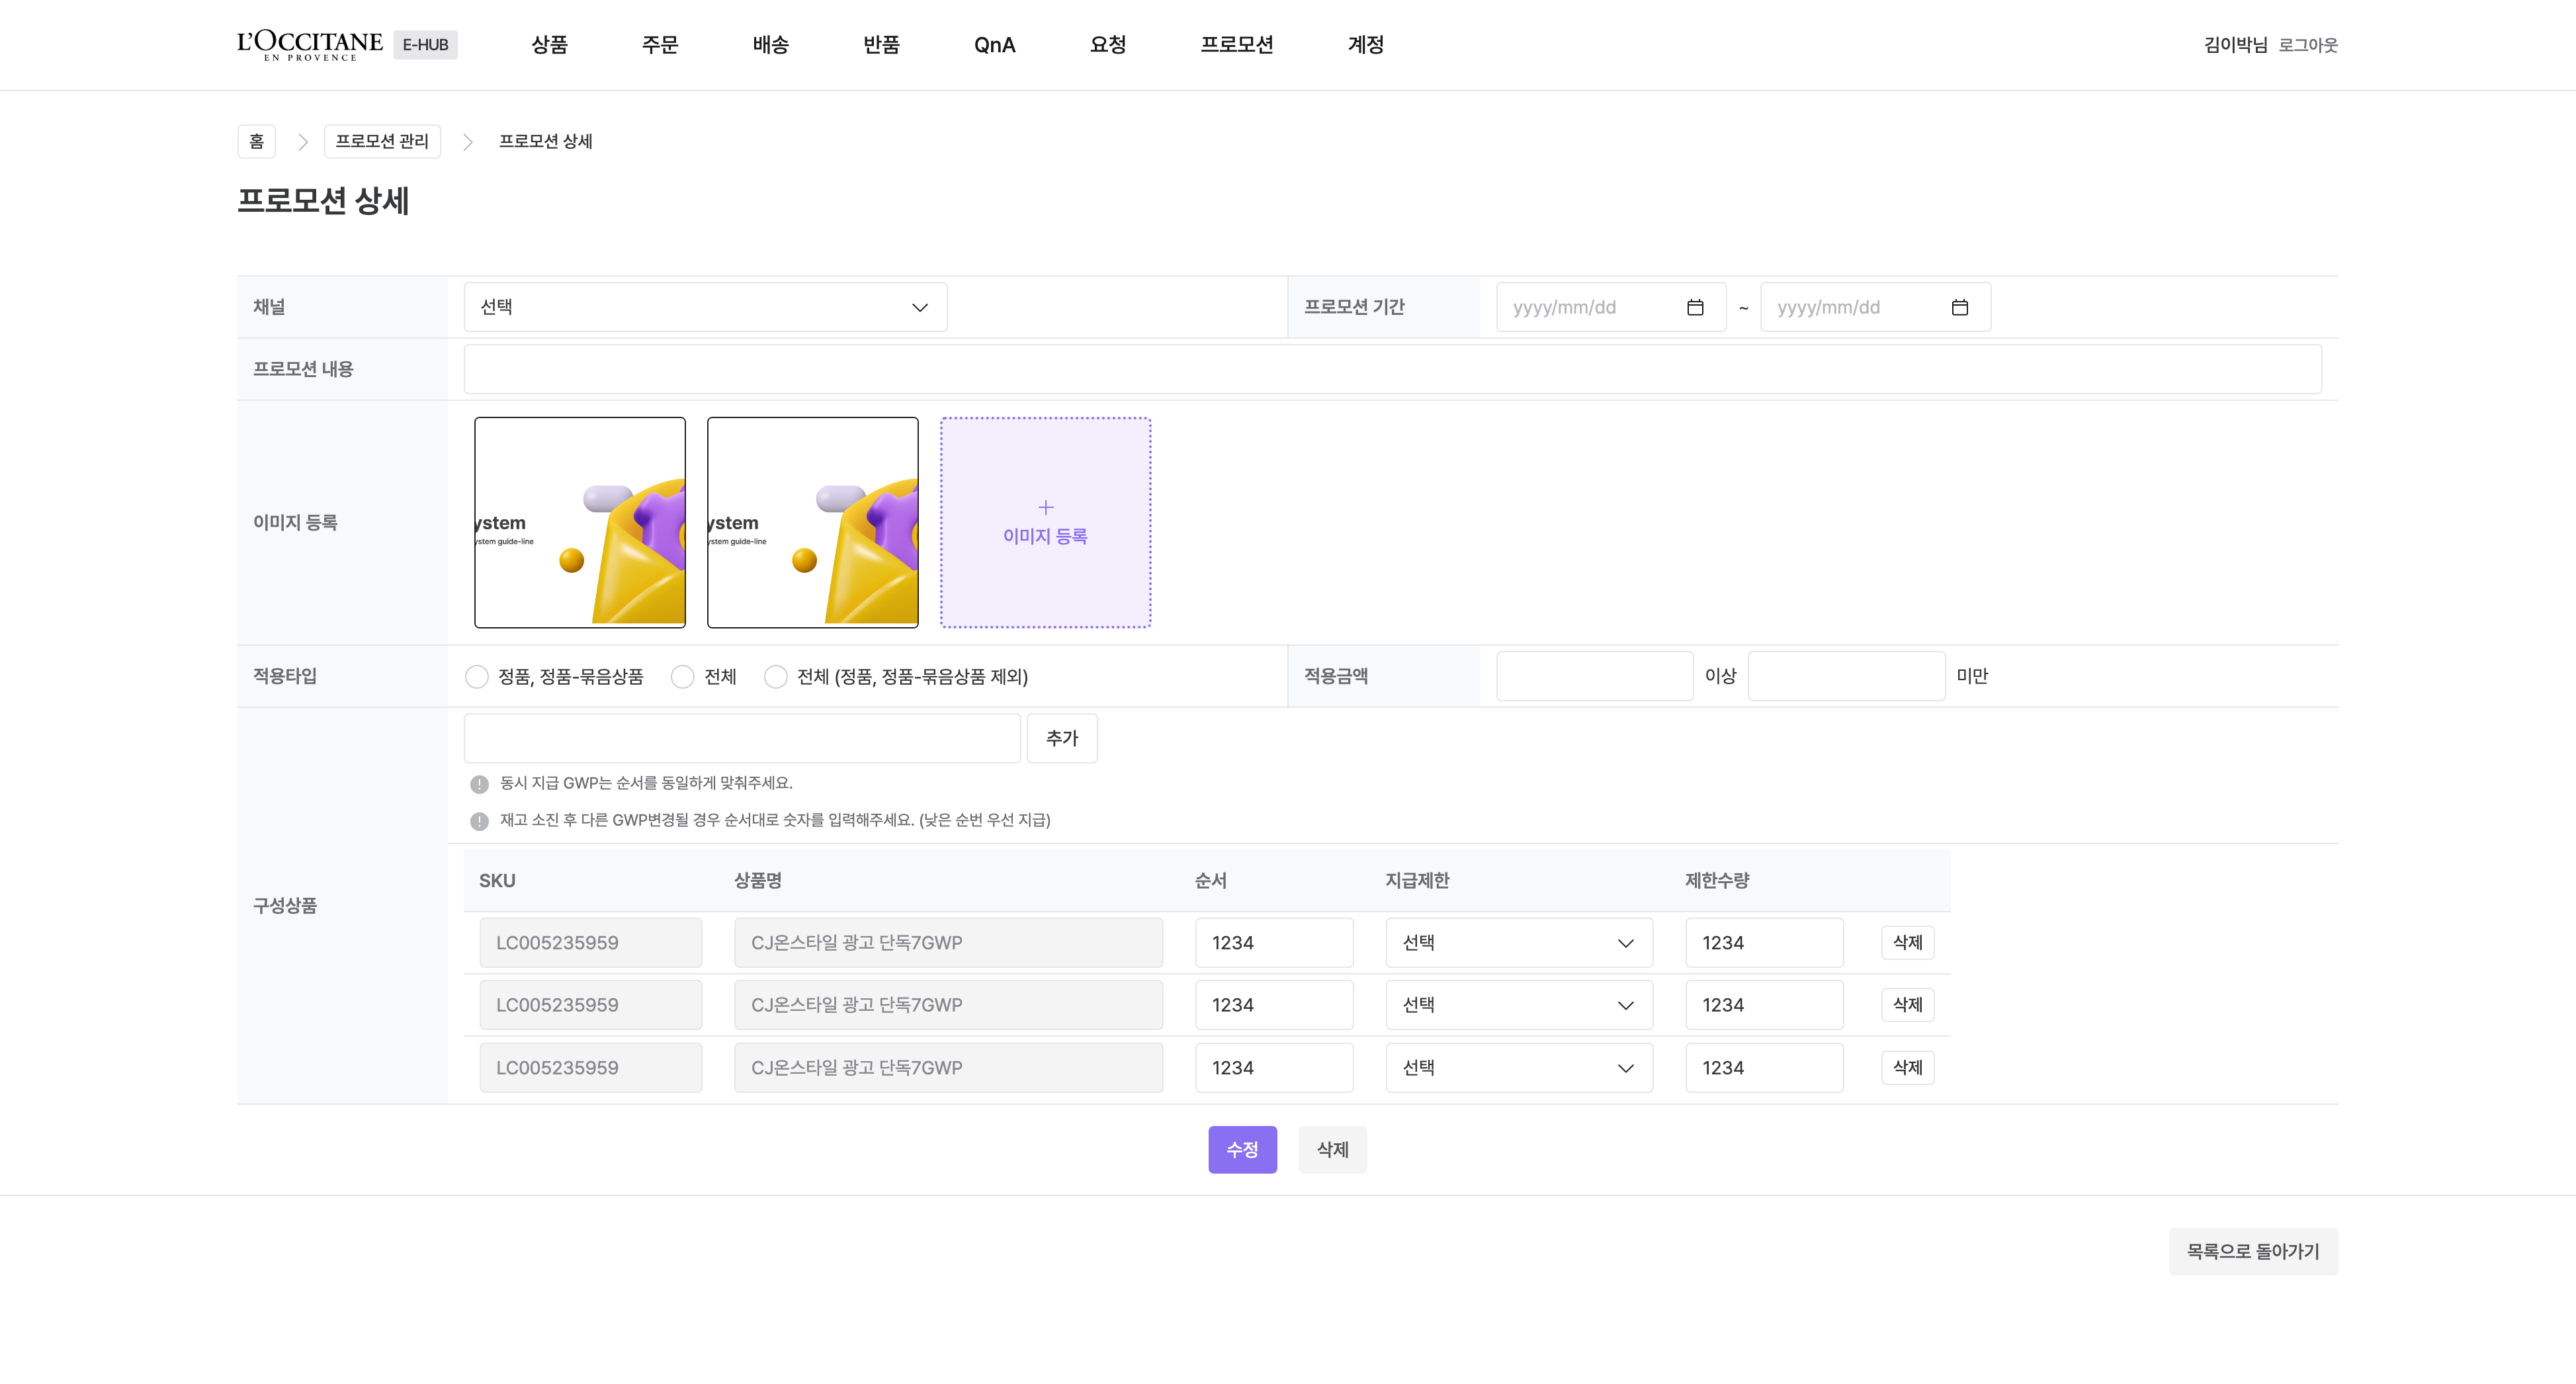 L'OCCITANE
EN PROVENCE
E-HUB
상품 주문 배송 반품 QnA 요청 프로모션 계정
김이박님 로그아웃
홈 프로모션 관리 프로모션 상세
프로모션 상세
채널 선택 프로모션 기간 yyyy/mm/dd ~ yyyy/mm/dd
프로모션 내용
이미지 등록
ystem
ystem guide-line
ystem
ystem guide-line
+
이미지 등록
적용타입 정품, 정품-묶음상품 전체 전체 (정품, 정품-묶음상품 제외) 적용금액 이상 미만
구성상품
추가
! 동시 지급 GWP는 순서를 동일하게 맞춰주세요.
! 재고 소진 후 다른 GWP변경될 경우 순서대로 숫자를 입력해주세요. (낮은 순번 우선 지급)
SKU 상품명 순서 지급제한 제한수량
LC005235959 CJ온스타일 광고 단독7GWP 1234 선택 1234 삭제
LC005235959 CJ온스타일 광고 단독7GWP 1234 선택 1234 삭제
LC005235959 CJ온스타일 광고 단독7GWP 1234 선택 1234 삭제
수정 삭제
목록으로 돌아가기